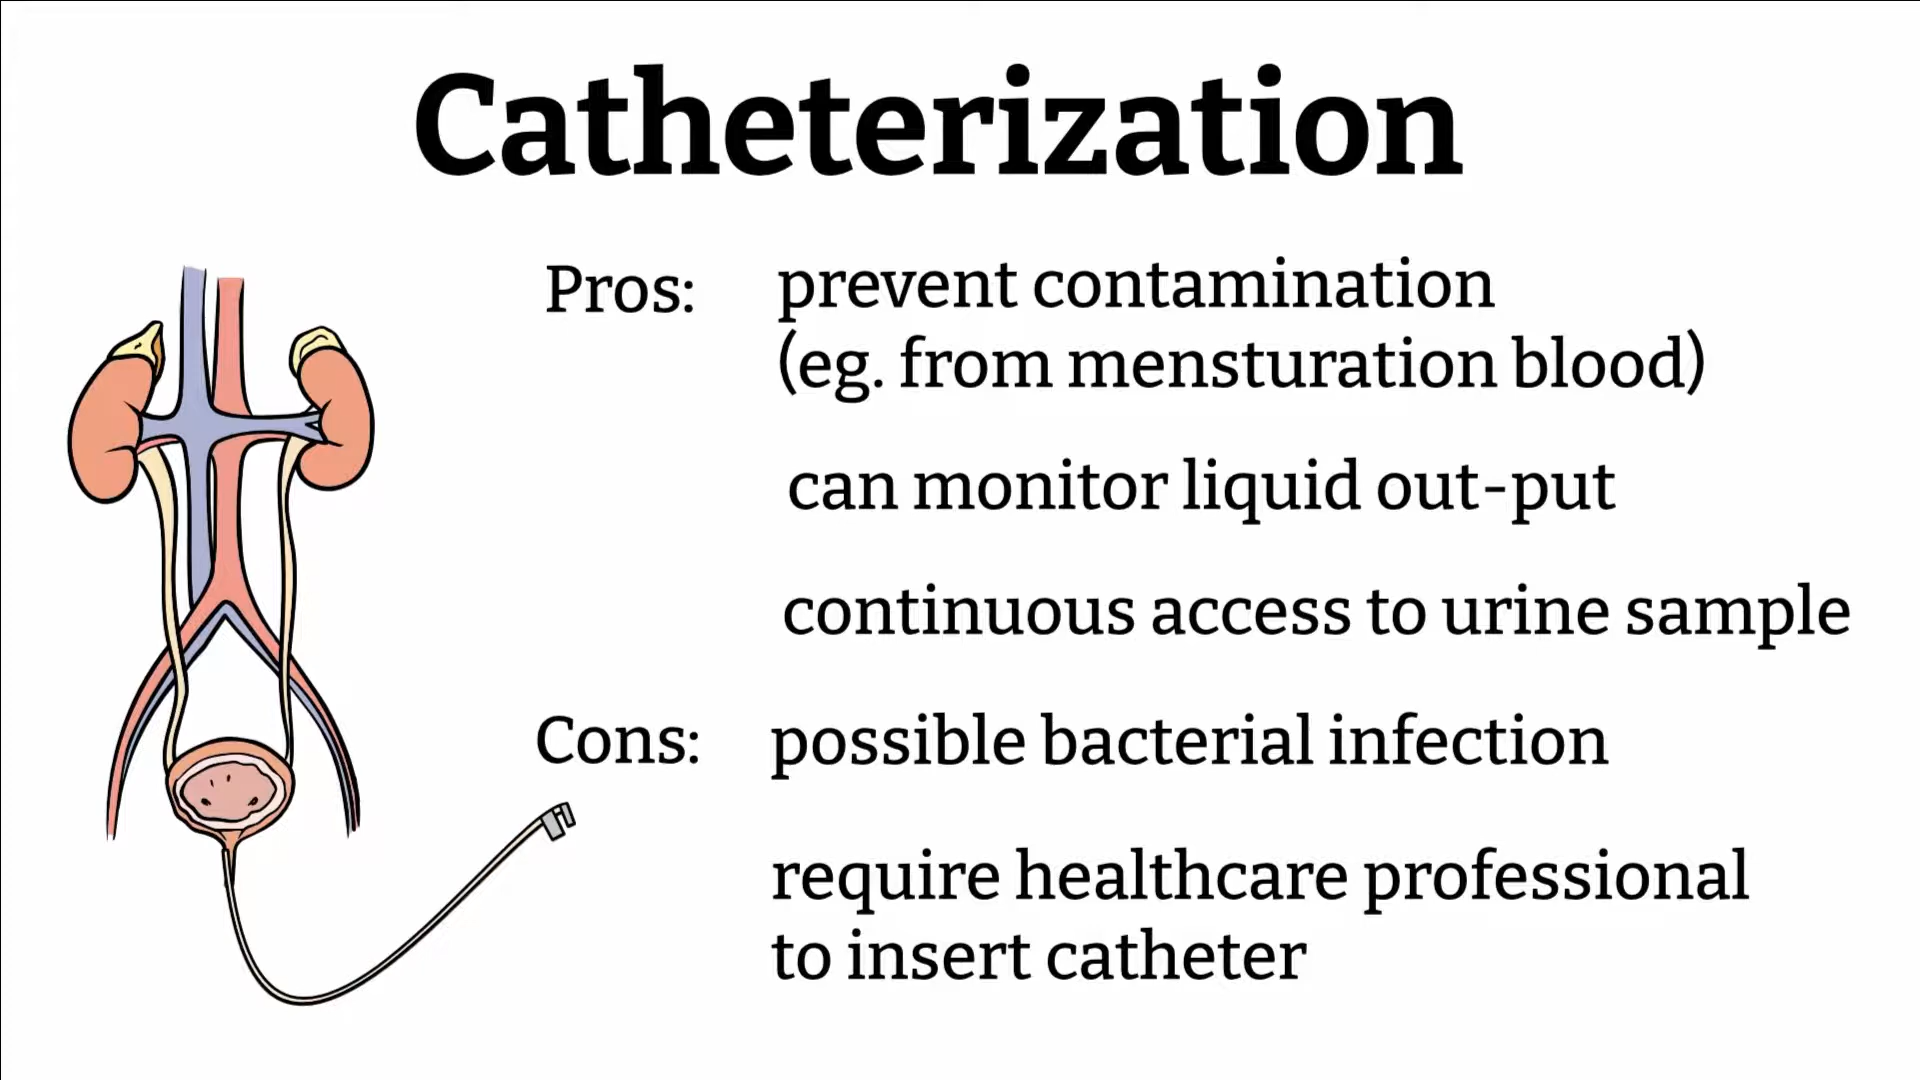 Catheterization
Pros: prevent contamination
(eg. from mensturation blood)
can monitor liquid out-put
continuous access to urine sample
Cons: possible bacterial infection
require healthcare professional
to insert catheter